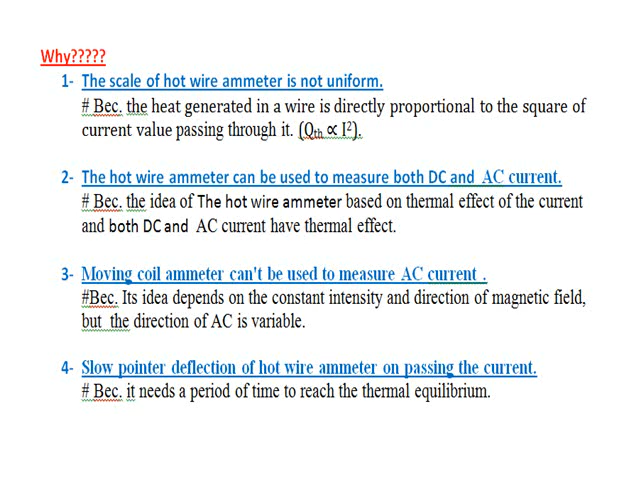 Why?????
1- The scale of hot wire ammeter is not uniform.
# Bec. the heat generated in a wire is directly proportional to the square of
current value passing through it. (Qth ∝ I²).
2- The hot wire ammeter can be used to measure both DC and AC current.
# Bec. the idea of The hot wire ammeter based on thermal effect of the current
and both DC and AC current have thermal effect.
3- Moving coil ammeter can't be used to measure AC current .
#Bec. Its idea depends on the constant intensity and direction of magnetic field,
but the direction of AC is variable.
4- Slow pointer deflection of hot wire ammeter on passing the current.
# Bec. it needs a period of time to reach the thermal equilibrium.